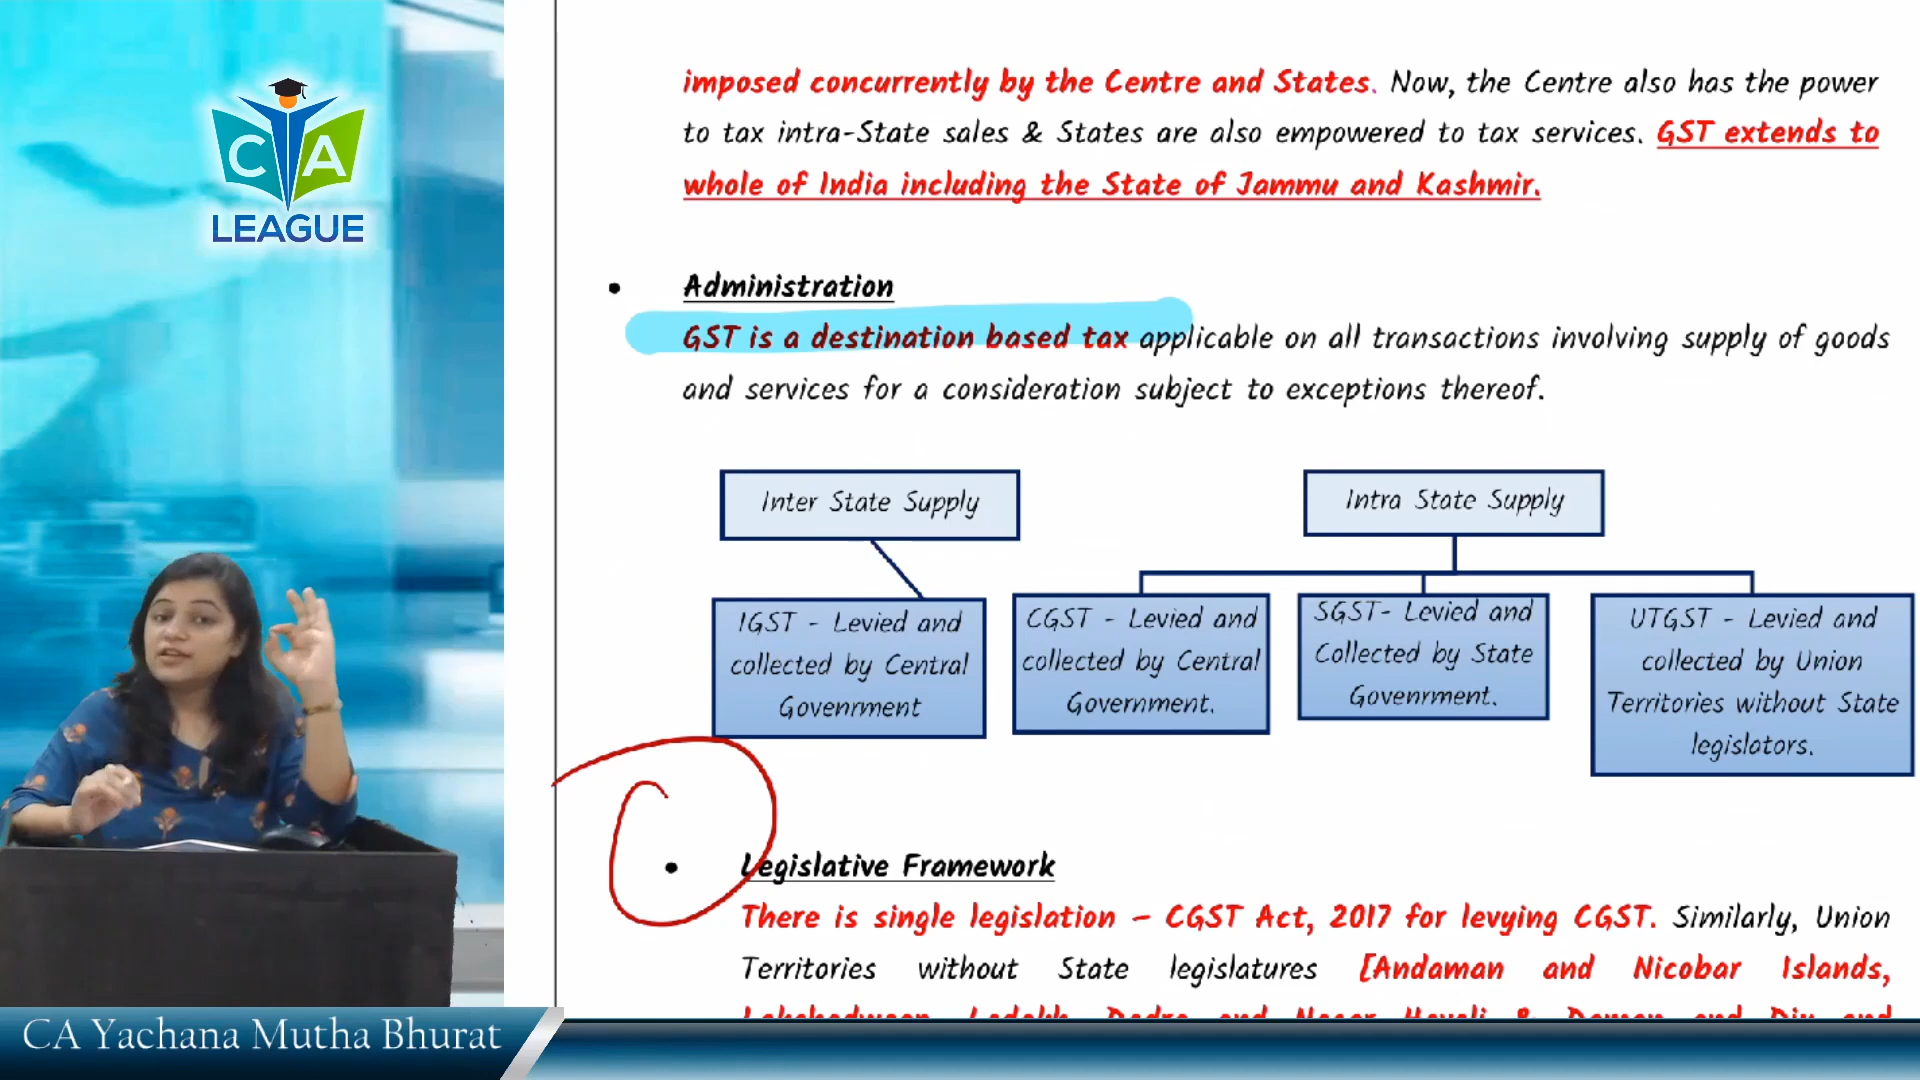 CA
LEAGUE
imposed concurrently by the Centre and States. Now, the Centre also has the power
to tax intra-State sales & States are also empowered to tax services. GST extends to
whole of India including the State of Jammu and Kashmir.
• Administration
GST is a destination based tax applicable on all transactions involving supply of goods
and services for a consideration subject to exceptions thereof.
Inter State Supply
Intra State Supply
IGST - Levied and
collected by Central
Govenrment
CGST - Levied and
collected by Central
Government.
SGST- Levied and
Collected by State
Govenrment.
UTGST - Levied and
collected by Union
Territories without State
legislators.
• Legislative Framework
There is single legislation – CGST Act, 2017 for levying CGST. Similarly, Union
Territories without State legislatures [Andaman and Nicobar Islands,
CA Yachana Mutha Bhurat